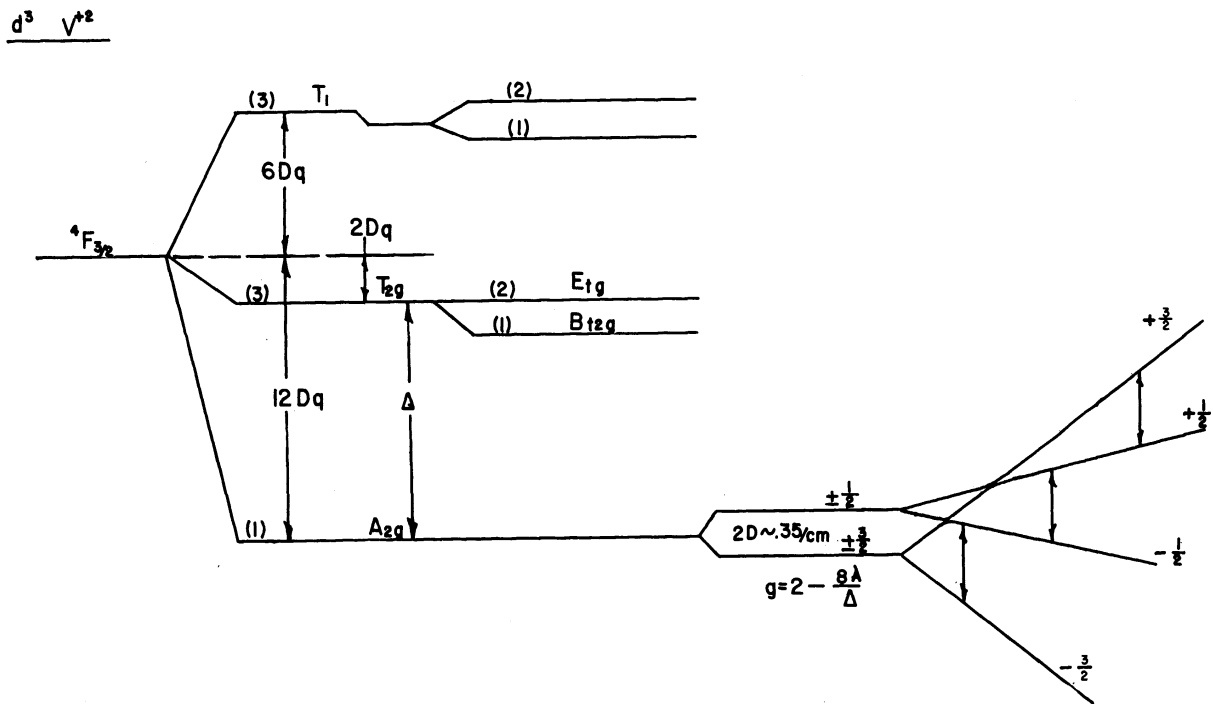 d³ V⁺²
(3) T₁
(2)
(1)
6Dq
2Dq
⁴F₃/₂
(3) T₂g
(2) E₁g
(1) B₁₂g
12Dq
Δ
(1) A₂g
± 1/2
2D~.35/cm ± 3/2
g=2 − 8λ/Δ
+ 3/2
+ 1/2
− 1/2
− 3/2